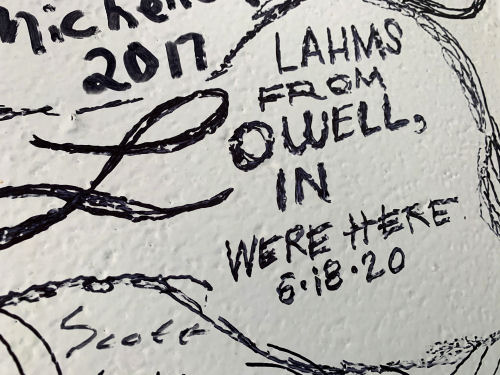 2017
LAHMS
FROM
LOWELL,
IN
WERE HERE
6·18·20
Scott